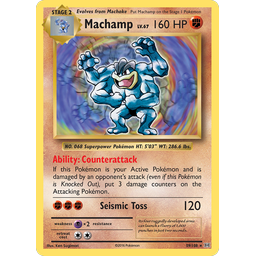 STAGE 2 Evolves from Machoke Put Machamp on the Stage 1 Pokémon
Machamp LV.67 160 HP
NO. 068 Superpower Pokémon HT: 5'03" WT: 286.6 lbs.
Ability: Counterattack
If this Pokémon is your Active Pokémon and is
damaged by an opponent's attack (even if this Pokémon
is Knocked Out), put 3 damage counters on the
Attacking Pokémon.
Seismic Toss 120
weakness ×2 resistance
retreat cost